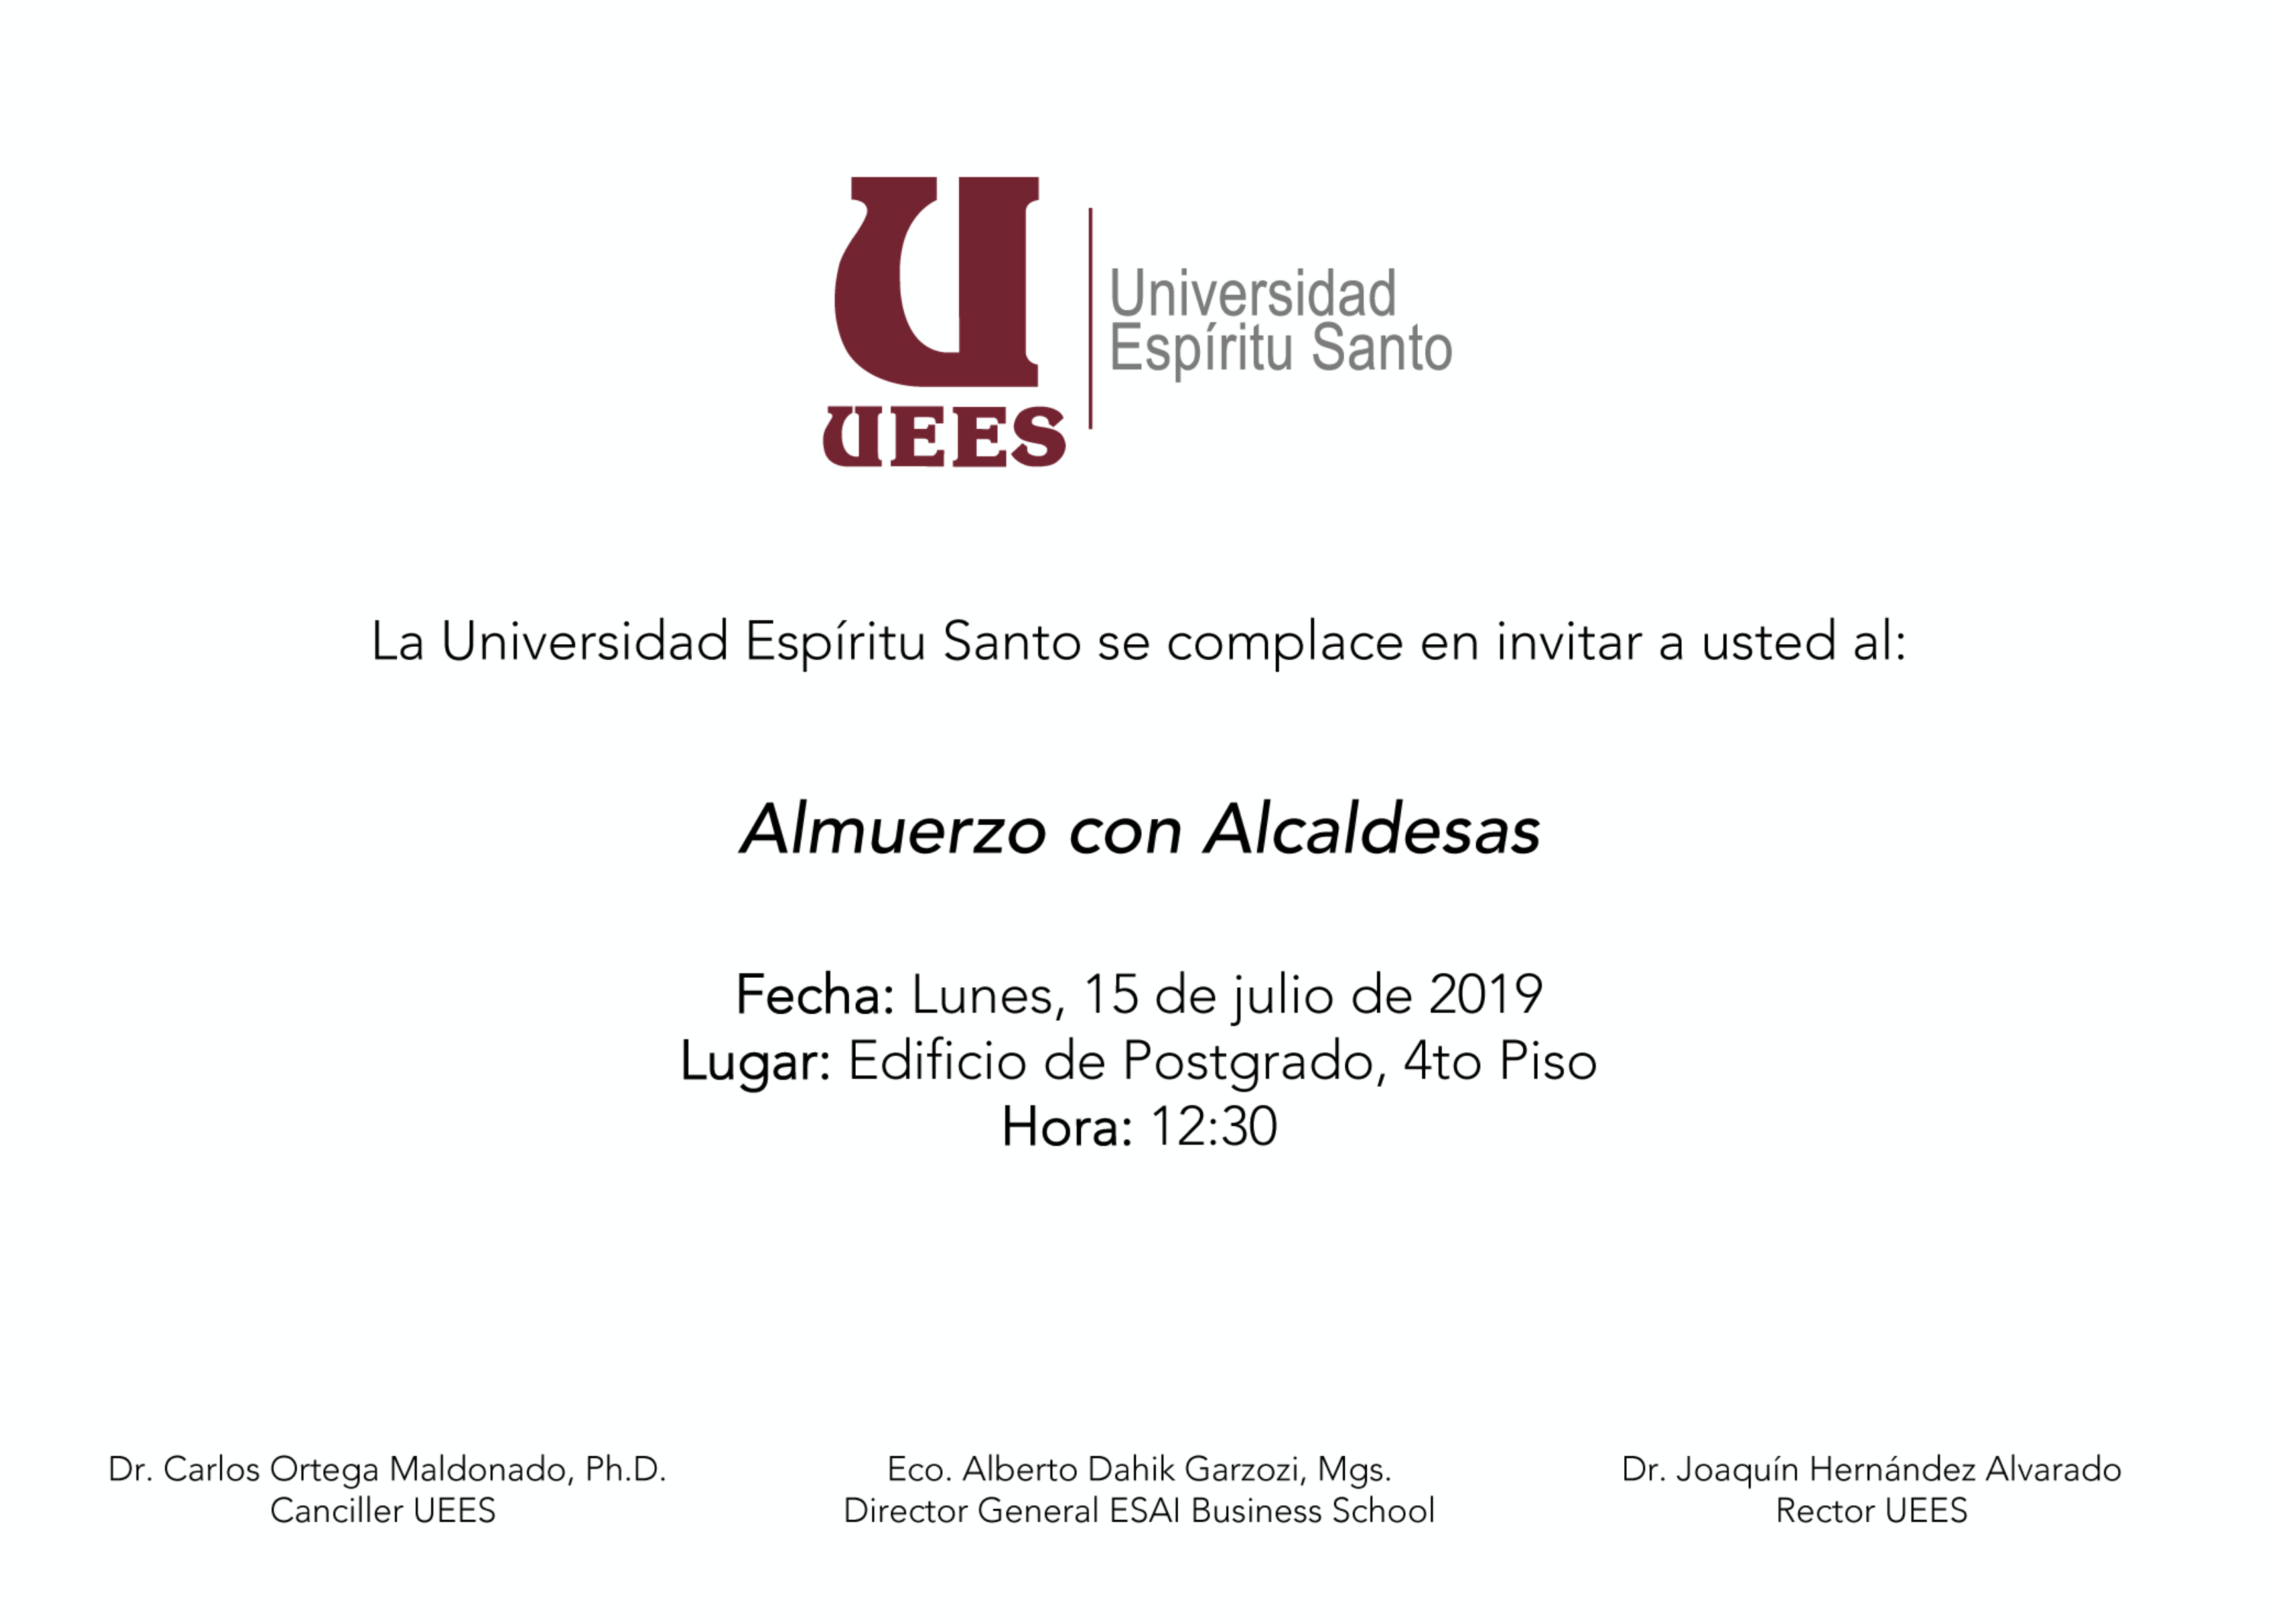 U
UEES
Universidad
Espíritu Santo
La Universidad Espíritu Santo se complace en invitar a usted al:
Almuerzo con Alcaldesas
Fecha: Lunes, 15 de julio de 2019
Lugar: Edificio de Postgrado, 4to Piso
Hora: 12:30
Dr. Carlos Ortega Maldonado, Ph.D.
Canciller UEES
Eco. Alberto Dahik Garzozi, Mgs.
Director General ESAI Business School
Dr. Joaquín Hernández Alvarado
Rector UEES